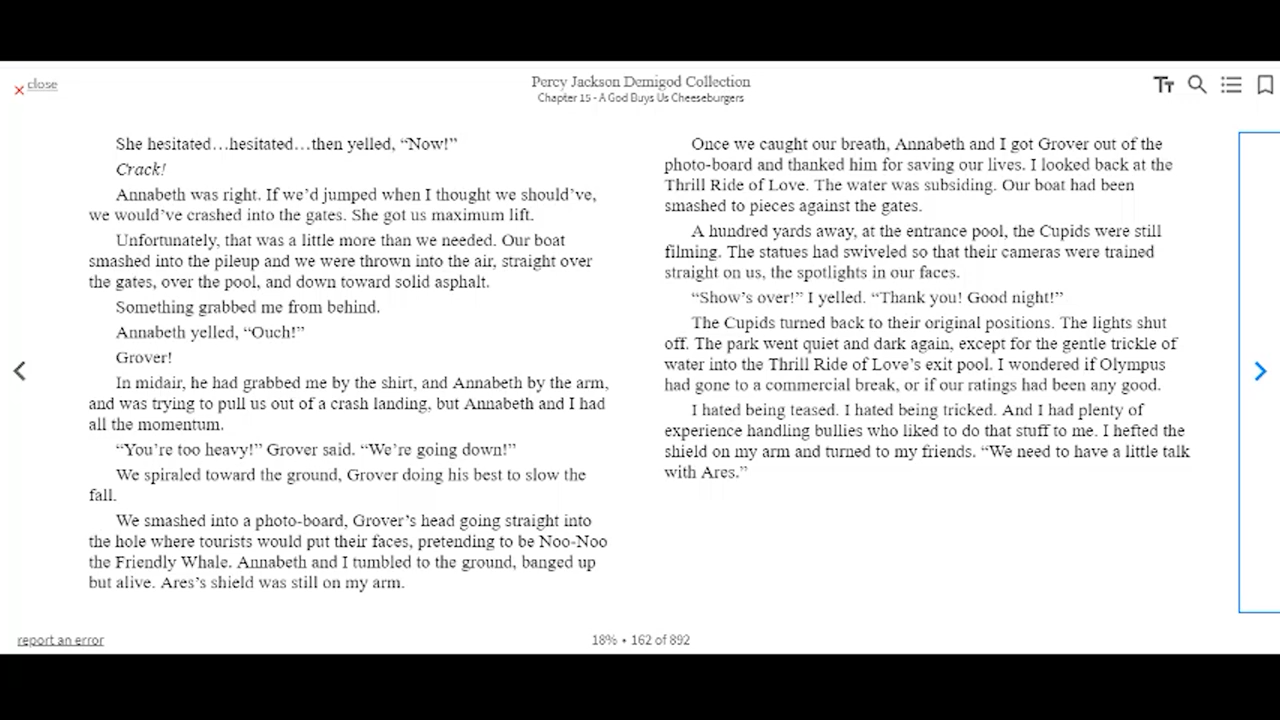 close
Percy Jackson Demigod Collection
Chapter 15 - A God Buys Us Cheeseburgers
TT
She hesitated…hesitated…then yelled, “Now!”
Crack!
Annabeth was right. If we’d jumped when I thought we should’ve,
we would’ve crashed into the gates. She got us maximum lift.
Unfortunately, that was a little more than we needed. Our boat
smashed into the pileup and we were thrown into the air, straight over
the gates, over the pool, and down toward solid asphalt.
Something grabbed me from behind.
Annabeth yelled, “Ouch!”
Grover!
In midair, he had grabbed me by the shirt, and Annabeth by the arm,
and was trying to pull us out of a crash landing, but Annabeth and I had
all the momentum.
“You’re too heavy!” Grover said. “We’re going down!”
We spiraled toward the ground, Grover doing his best to slow the
fall.
We smashed into a photo-board, Grover’s head going straight into
the hole where tourists would put their faces, pretending to be Noo-Noo
the Friendly Whale. Annabeth and I tumbled to the ground, banged up
but alive. Ares’s shield was still on my arm.
Once we caught our breath, Annabeth and I got Grover out of the
photo-board and thanked him for saving our lives. I looked back at the
Thrill Ride of Love. The water was subsiding. Our boat had been
smashed to pieces against the gates.
A hundred yards away, at the entrance pool, the Cupids were still
filming. The statues had swiveled so that their cameras were trained
straight on us, the spotlights in our faces.
“Show’s over!” I yelled. “Thank you! Good night!”
The Cupids turned back to their original positions. The lights shut
off. The park went quiet and dark again, except for the gentle trickle of
water into the Thrill Ride of Love’s exit pool. I wondered if Olympus
had gone to a commercial break, or if our ratings had been any good.
I hated being teased. I hated being tricked. And I had plenty of
experience handling bullies who liked to do that stuff to me. I hefted the
shield on my arm and turned to my friends. “We need to have a little talk
with Ares.”
report an error
18% • 162 of 892